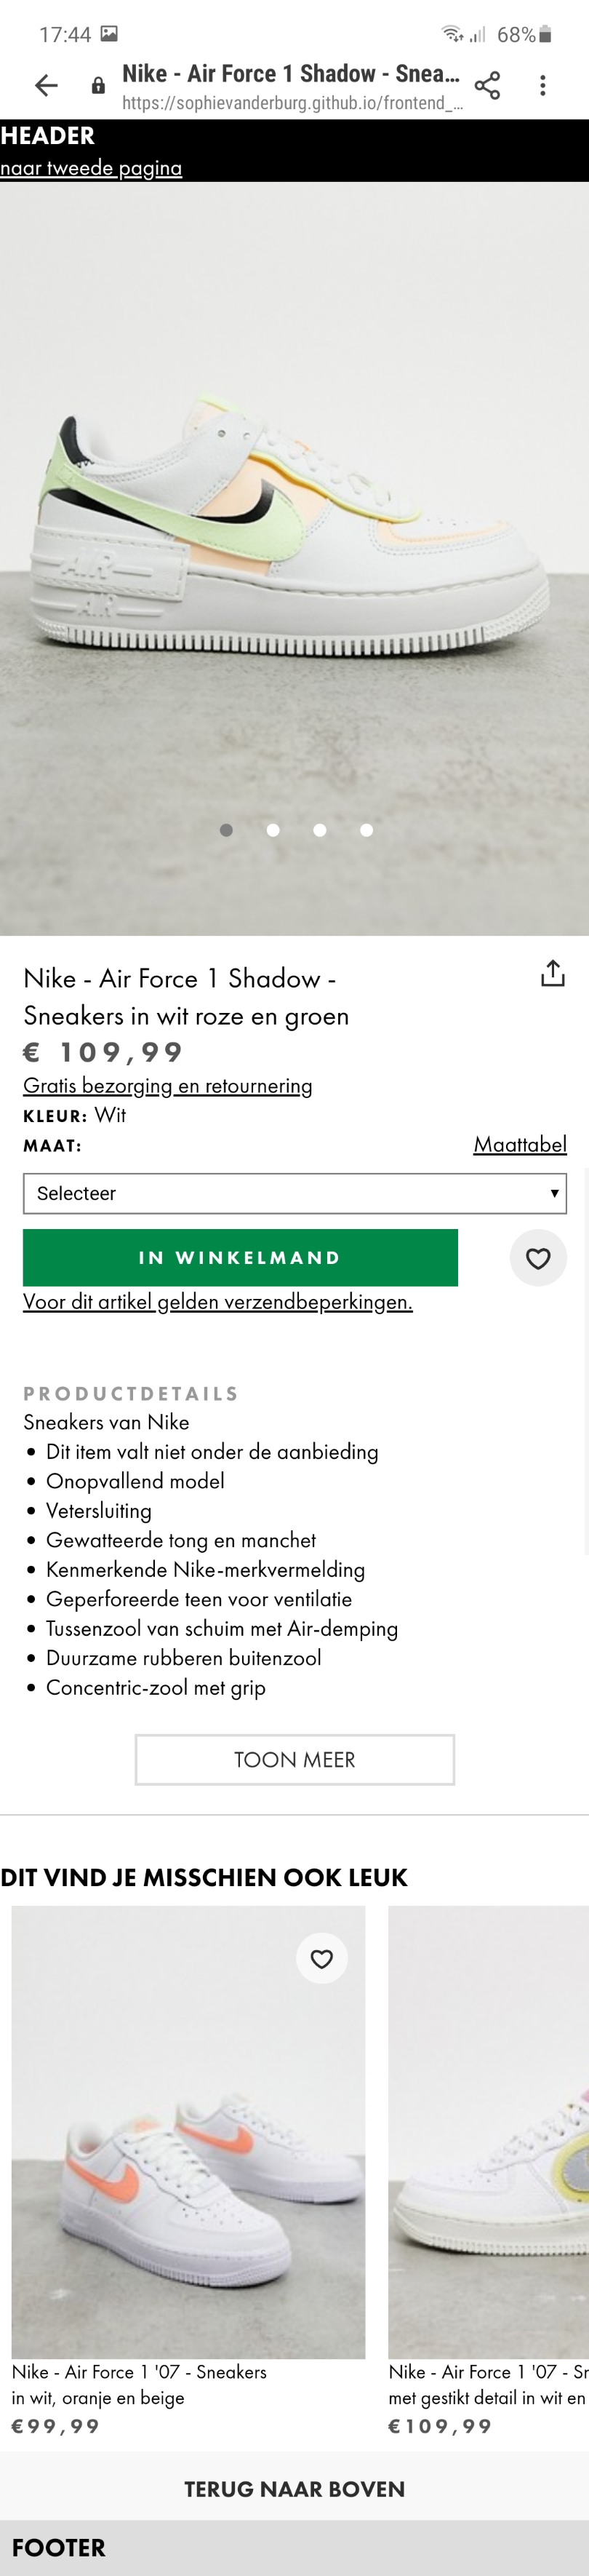 17:44
68%
Nike - Air Force 1 Shadow - Snea...
https://sophievanderburg.github.io/frontend_...
HEADER
naar tweede pagina
AIR
AIR
Nike - Air Force 1 Shadow -
Sneakers in wit roze en groen
€ 109,99
Gratis bezorging en retournering
KLEUR: Wit
MAAT: Maattabel
Selecteer
IN WINKELMAND
Voor dit artikel gelden verzendbeperkingen.
PRODUCTDETAILS
Sneakers van Nike
• Dit item valt niet onder de aanbieding
• Onopvallend model
• Vetersluiting
• Gewatteerde tong en manchet
• Kenmerkende Nike-merkvermelding
• Geperforeerde teen voor ventilatie
• Tussenzool van schuim met Air-demping
• Duurzame rubberen buitenzool
• Concentric-zool met grip
TOON MEER
DIT VIND JE MISSCHIEN OOK LEUK
Nike - Air Force 1 '07 - Sneakers
in wit, oranje en beige
€99,99
Nike - Air Force 1 '07 - Sn
met gestikt detail in wit en
€109,99
TERUG NAAR BOVEN
FOOTER